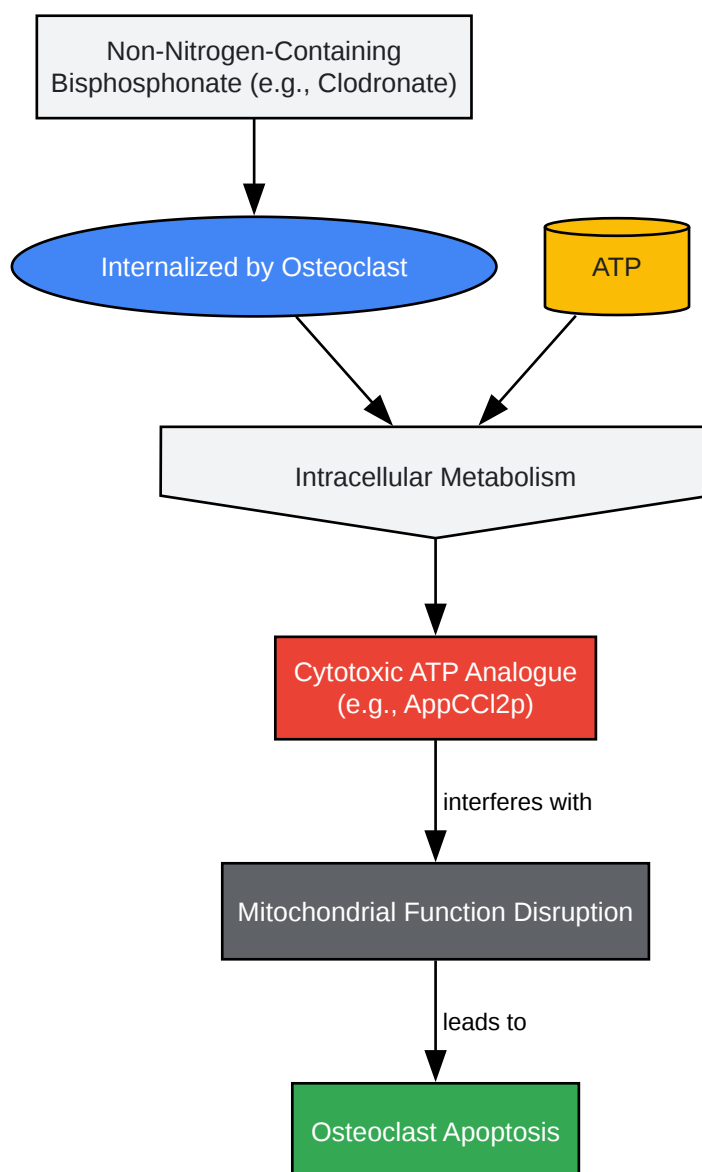 Non-Nitrogen-Containing
Bisphosphonate (e.g., Clodronate)
Internalized by Osteoclast
ATP
Intracellular Metabolism
Cytotoxic ATP Analogue
(e.g., AppCCl2p)
interferes with
Mitochondrial Function Disruption
leads to
Osteoclast Apoptosis